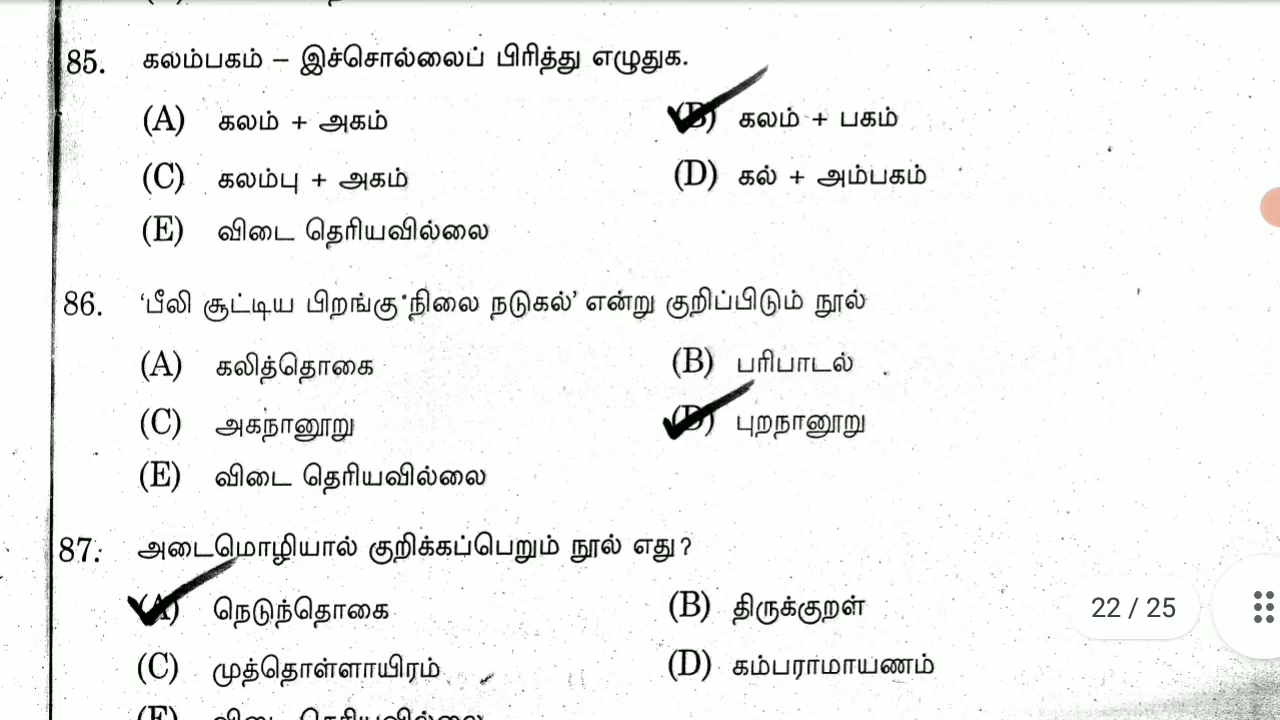 85. கலம்பகம் – இச்சொல்லைப் பிரித்து எழுதுக.
(A) கலம் + அகம் (B) கலம் + பகம்
(C) கலம்பு + அகம் (D) கல் + அம்பகம்
(E) விடை தெரியவில்லை
86. ‘பீலி சூட்டிய பிறங்கு நிலை நடுகல்’ என்று குறிப்பிடும் நூல்
(A) கலித்தொகை (B) பரிபாடல்
(C) அகநானூறு (D) புறநானூறு
(E) விடை தெரியவில்லை
87. அடைமொழியால் குறிக்கப்பெறும் நூல் எது?
(A) நெடுந்தொகை (B) திருக்குறள்
22 / 25
(C) முத்தொள்ளாயிரம் (D) கம்பராமாயணம்
(E) விடை தெரியவில்லை